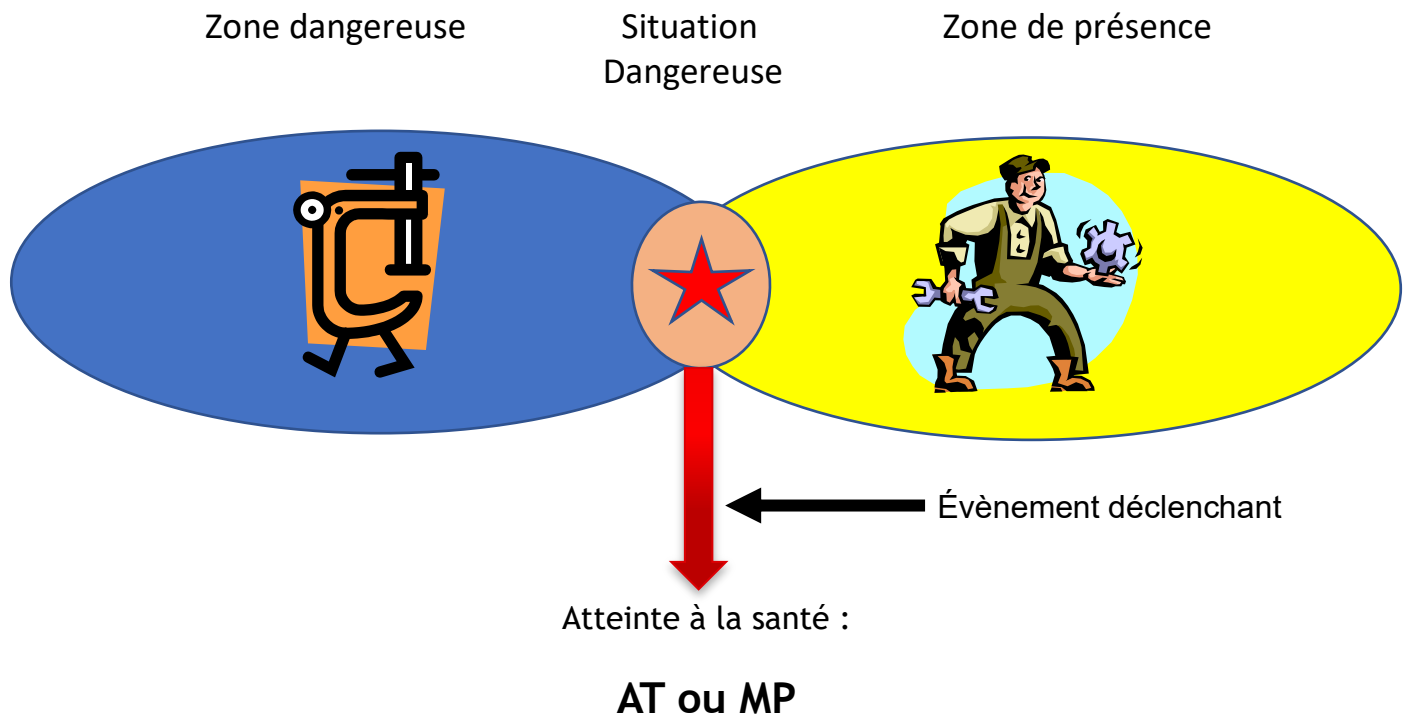 Zone dangereuse
Situation
Dangereuse
Zone de présence
Évènement déclenchant
Atteinte à la santé :
AT ou MP